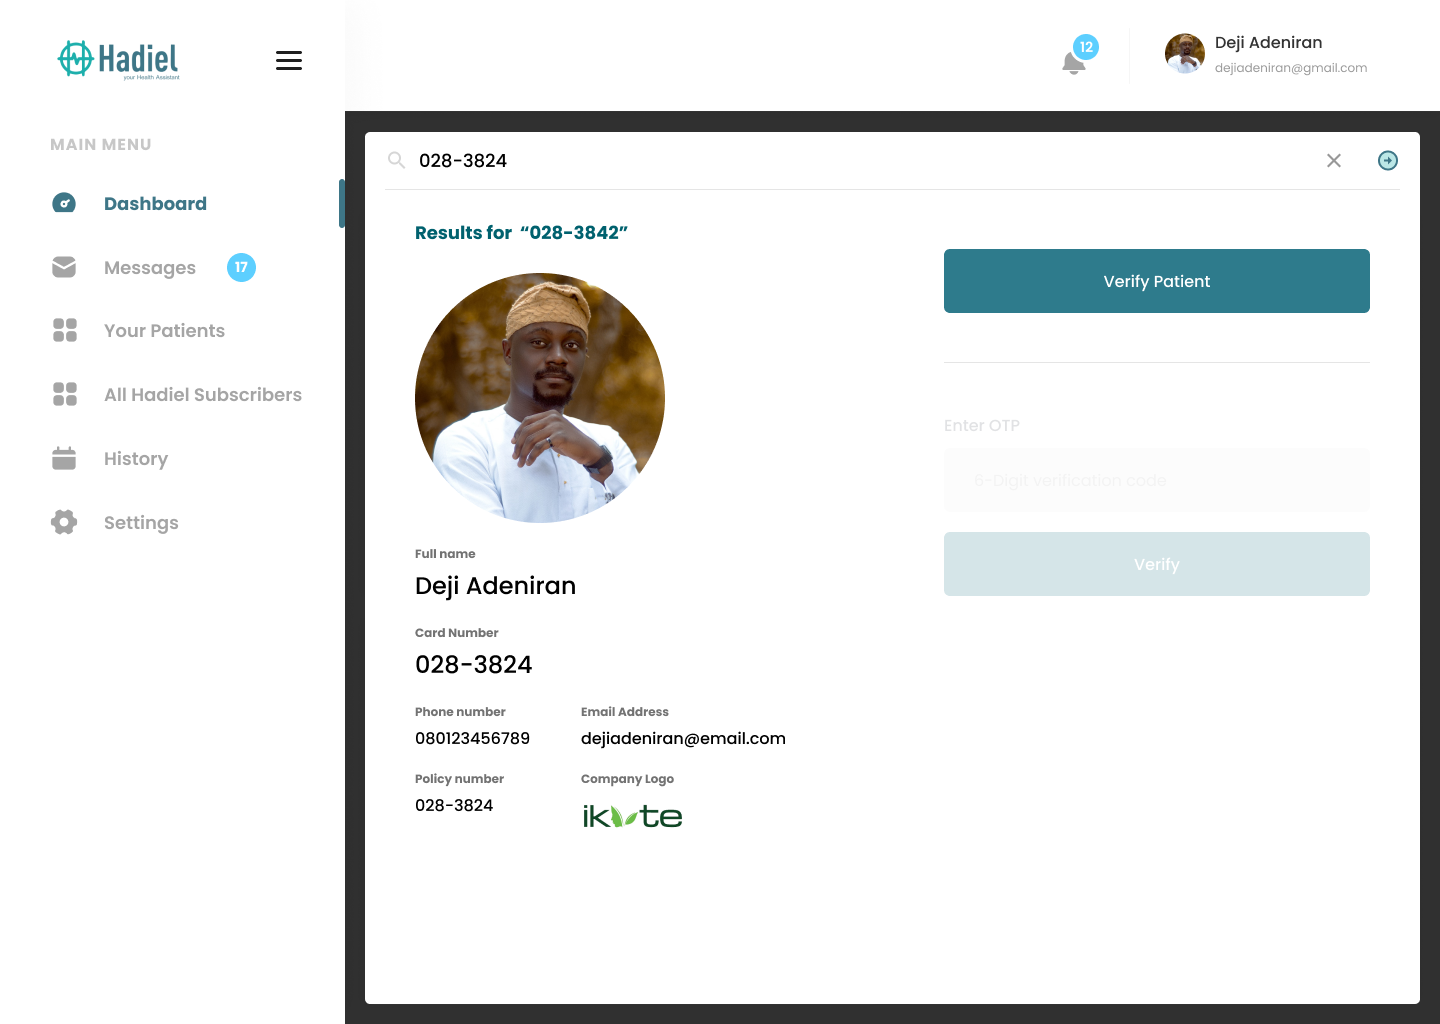 Hadiel
your Health Assistant
MAIN MENU
Dashboard
Messages 17
Your Patients
All Hadiel Subscribers
History
Settings
12
Deji Adeniran
dejiadeniran@gmail.com
028-3824
Results for “028-3842”
Full name
Deji Adeniran
Card Number
028-3824
Phone number
080123456789
Email Address
dejiadeniran@email.com
Policy number
028-3824
Company Logo
ikote
Verify Patient
Enter OTP
6-Digit verification code
Verify